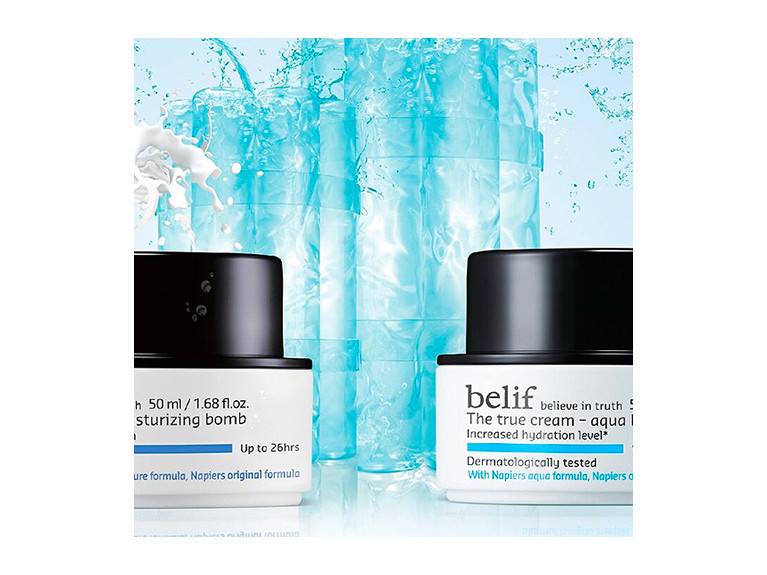 h 50 ml / 1.68 fl.oz.
sturizing bomb
Up to 26hrs
ure formula, Napiers original formula
belif believe in truth 5
The true cream – aqua
Increased hydration level*
Dermatologically tested
With Napiers aqua formula, Napiers o